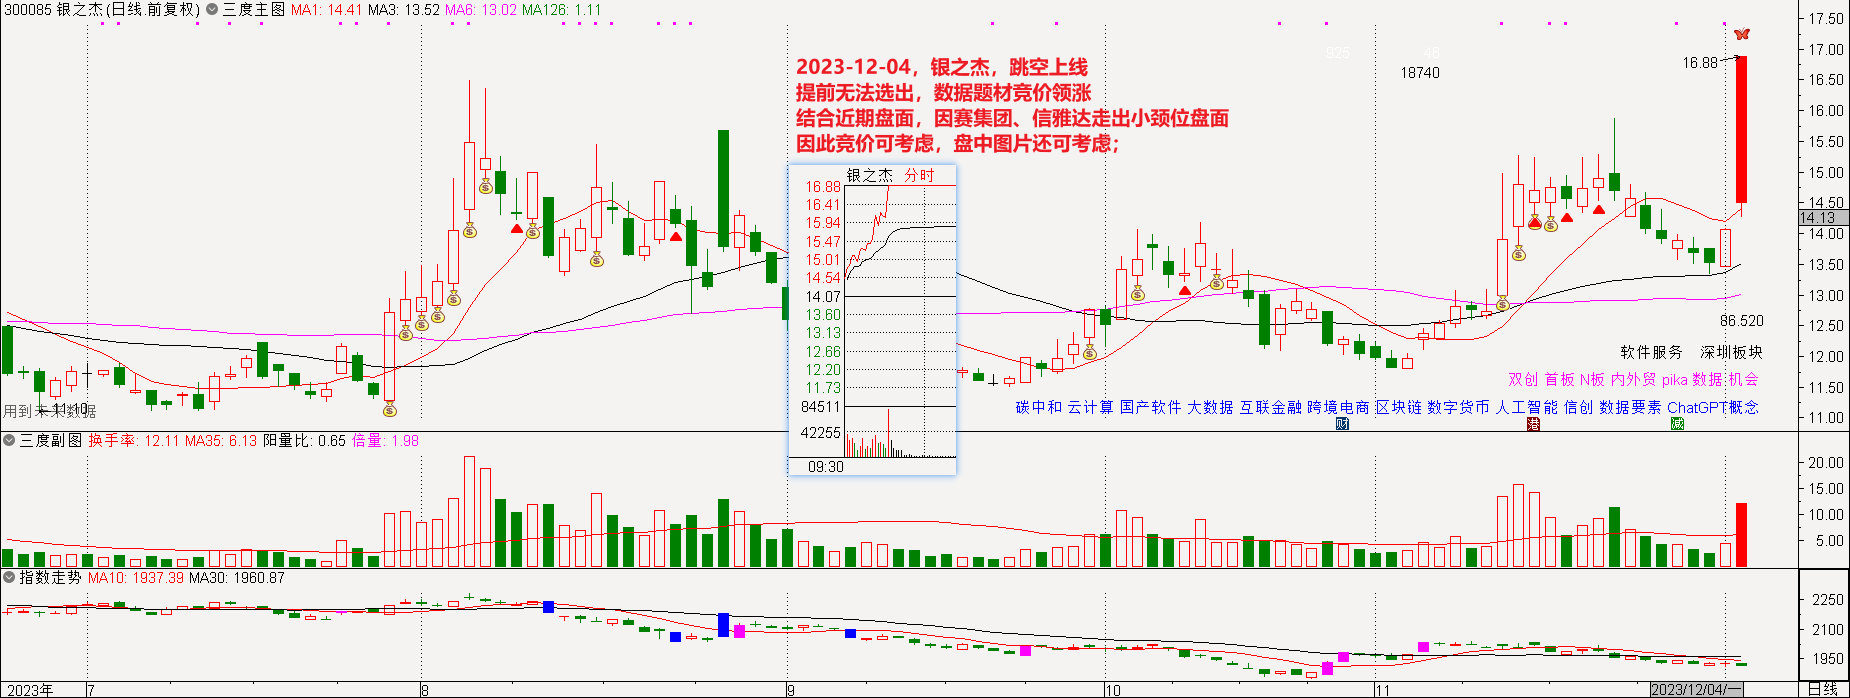 300085 银之杰(日线.前复权) 三度主图 MA1: 14.41 MA3: 13.52 MA6: 13.02 MA126: 1.11
17.50
17.00
16.50
16.00
15.50
15.00
14.50
14.13
14.00
13.50
13.00
12.50
12.00
11.50
11.00
925
46
18740
16.88
2023-12-04，银之杰，跳空上线
提前无法选出，数据题材竞价领涨
结合近期盘面，因赛集团、信雅达走出小颈位盘面
因此竞价可考虑，盘中图片还可考虑；
银之杰 分时
16.88
16.41
15.94
15.47
15.01
14.54
14.07
13.60
13.13
12.66
12.20
11.73
84511
42255
09:30
86.520
软件服务 深圳板块
双创 首板 N板 内外贸 pika 数据 机会
碳中和 云计算 国产软件 大数据 互联金融 跨境电商 区块链 数字货币 人工智能 信创 数据要素 ChatGPT概念
财
港
减
用到未来数据
11.10
三度副图 换手率: 12.11 MA35: 6.13 阳量比: 0.65 倍量: 1.98
20.00
15.00
10.00
5.00
指数走势 MA10: 1937.39 MA30: 1960.87
2250
2100
1950
2023年
7
8
9
10
11
2023/12/04/一
日线